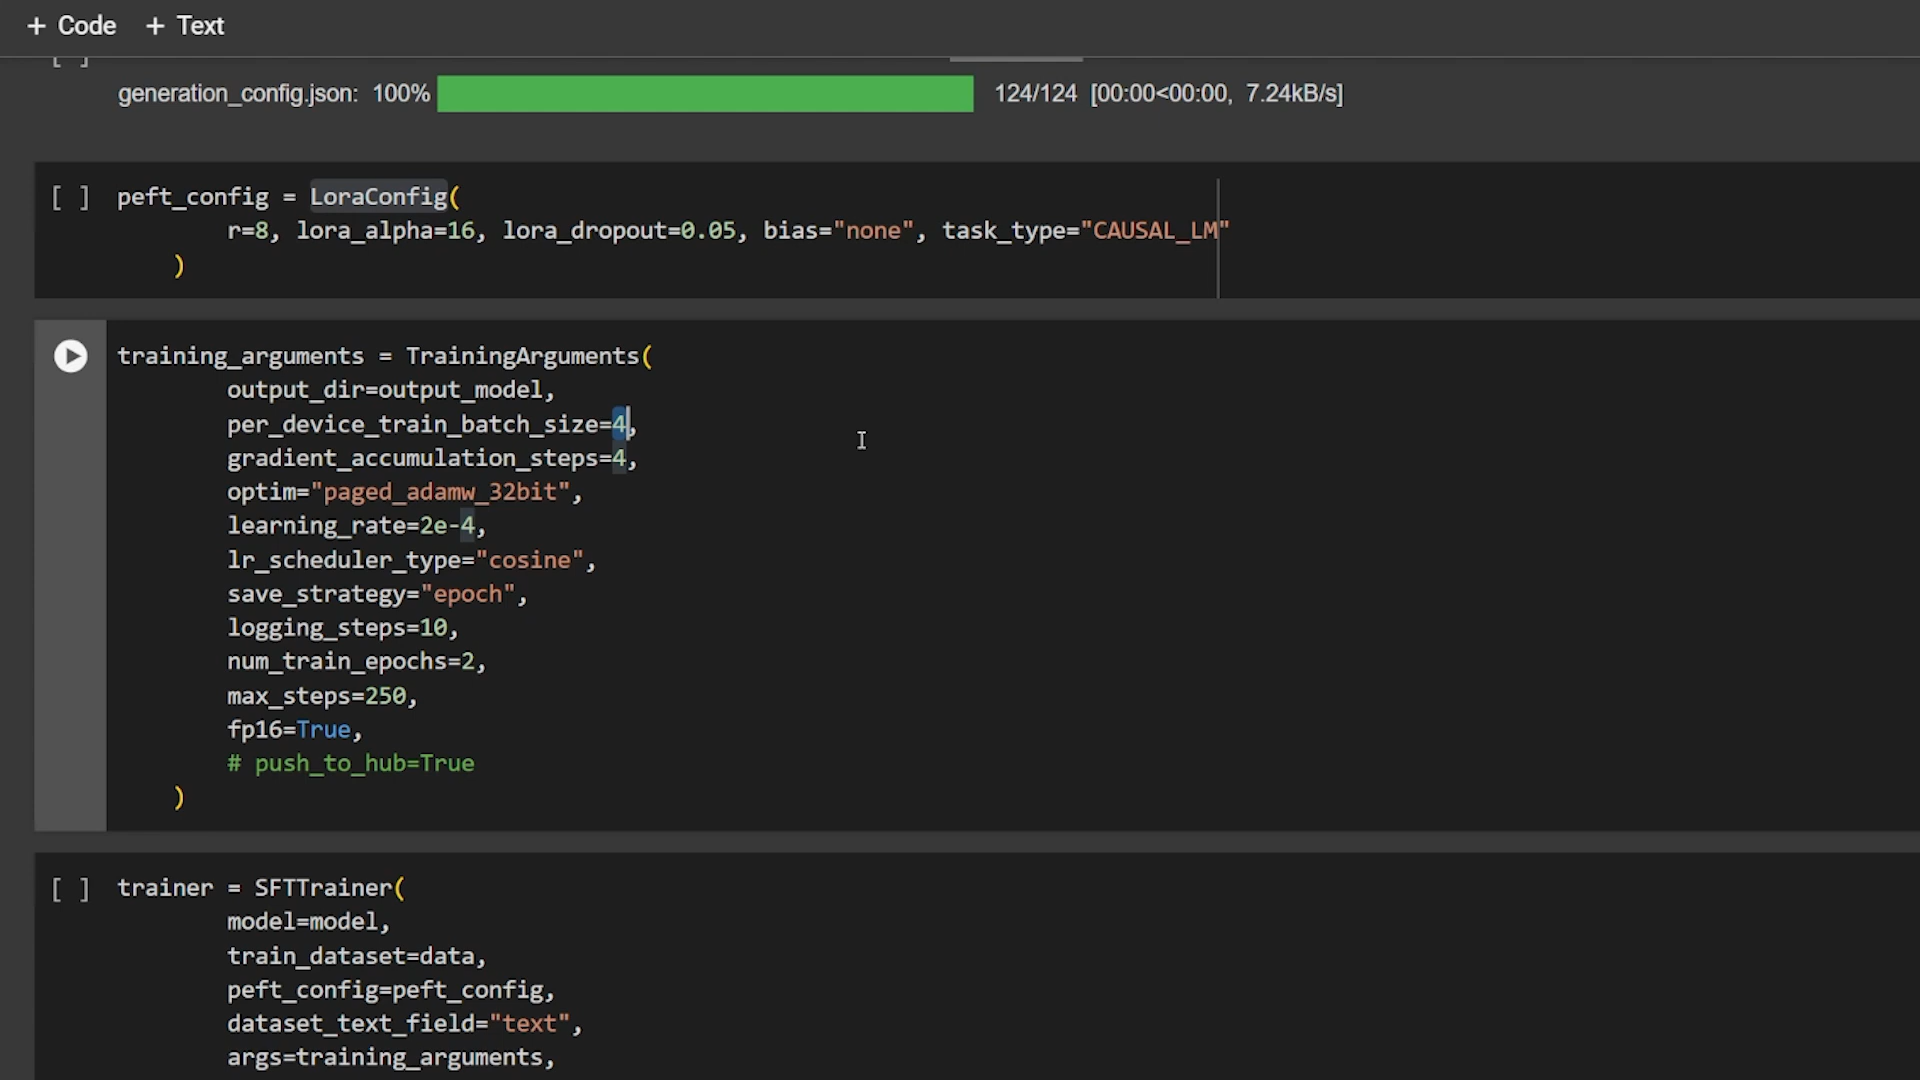 + Code + Text
[ ]
generation_config.json: 100% 124/124 [00:00<00:00, 7.24kB/s]
[ ] peft_config = LoraConfig(
r=8, lora_alpha=16, lora_dropout=0.05, bias="none", task_type="CAUSAL_LM"
)
training_arguments = TrainingArguments(
output_dir=output_model,
per_device_train_batch_size=4,
gradient_accumulation_steps=4,
optim="paged_adamw_32bit",
learning_rate=2e-4,
lr_scheduler_type="cosine",
save_strategy="epoch",
logging_steps=10,
num_train_epochs=2,
max_steps=250,
fp16=True,
# push_to_hub=True
)
[ ] trainer = SFTTrainer(
model=model,
train_dataset=data,
peft_config=peft_config,
dataset_text_field="text",
args=training_arguments,